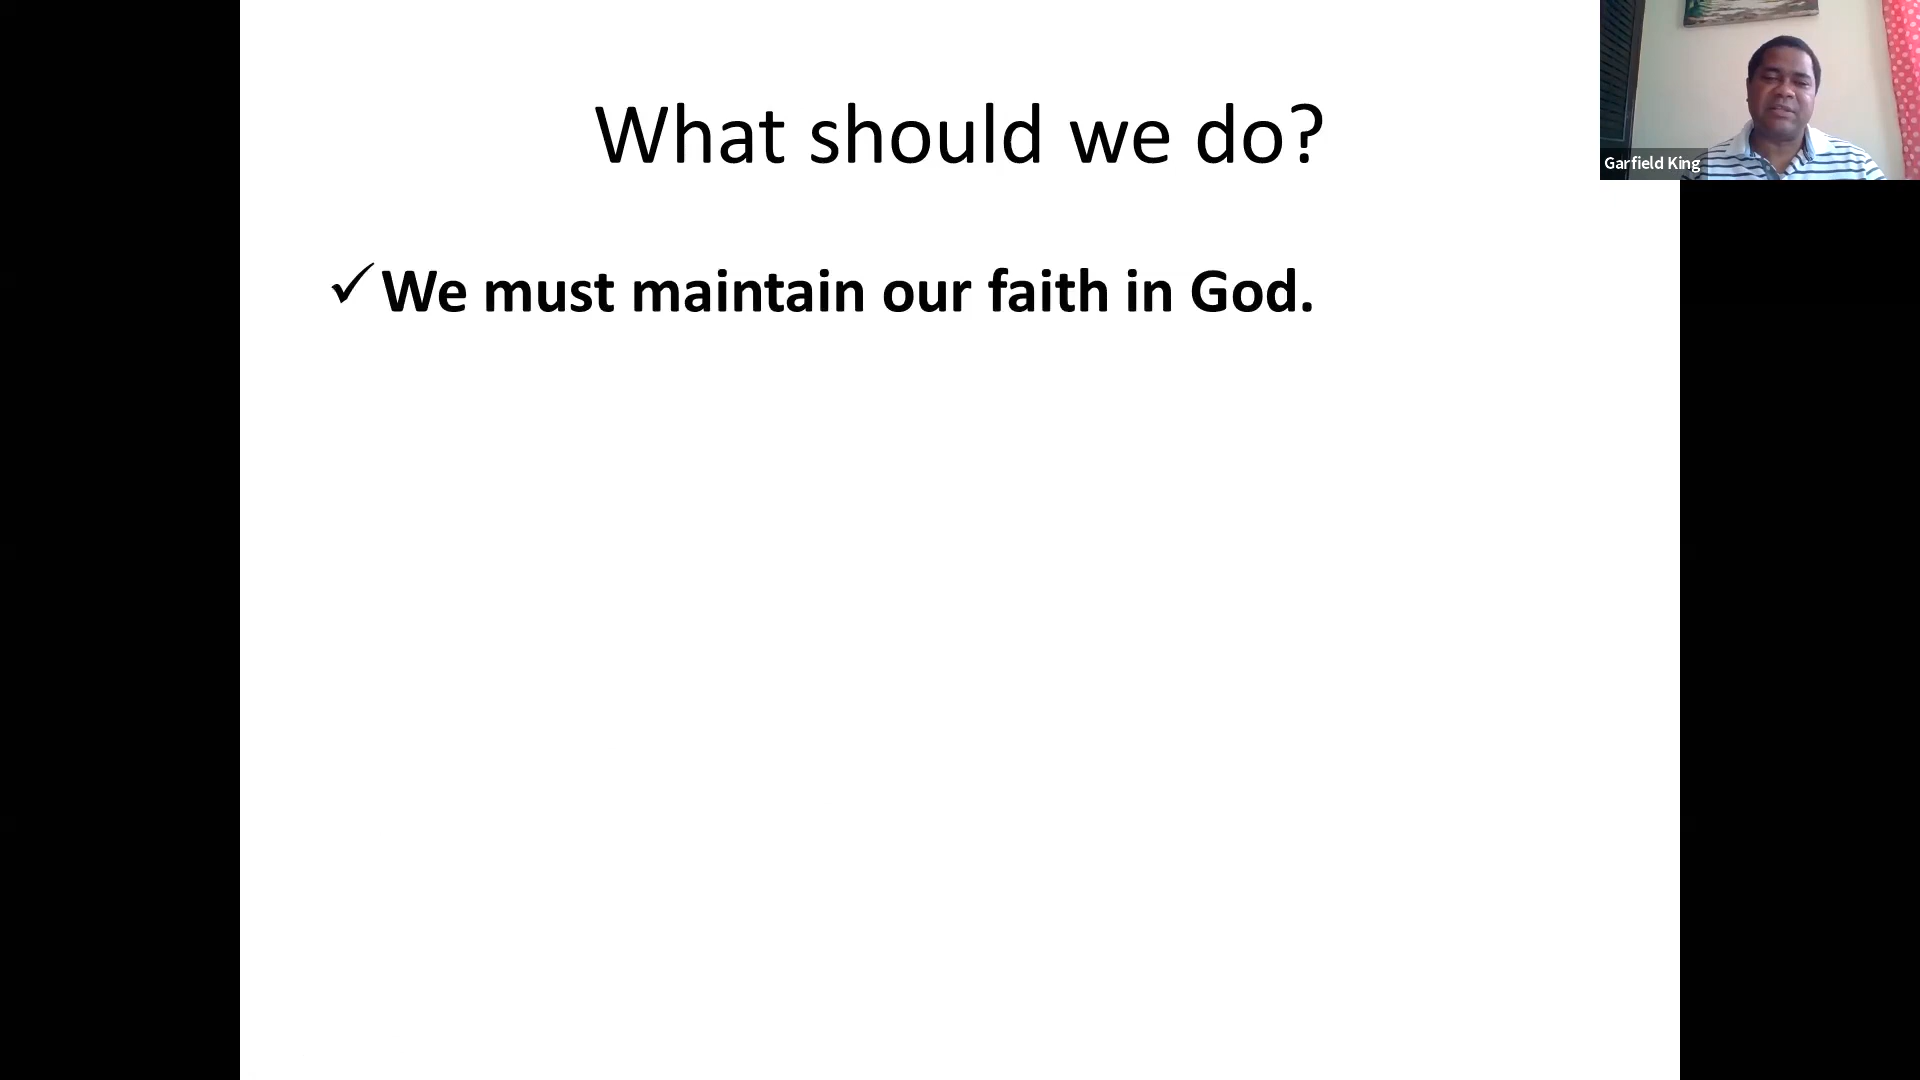 What should we do?
✓We must maintain our faith in God.
Garfield King